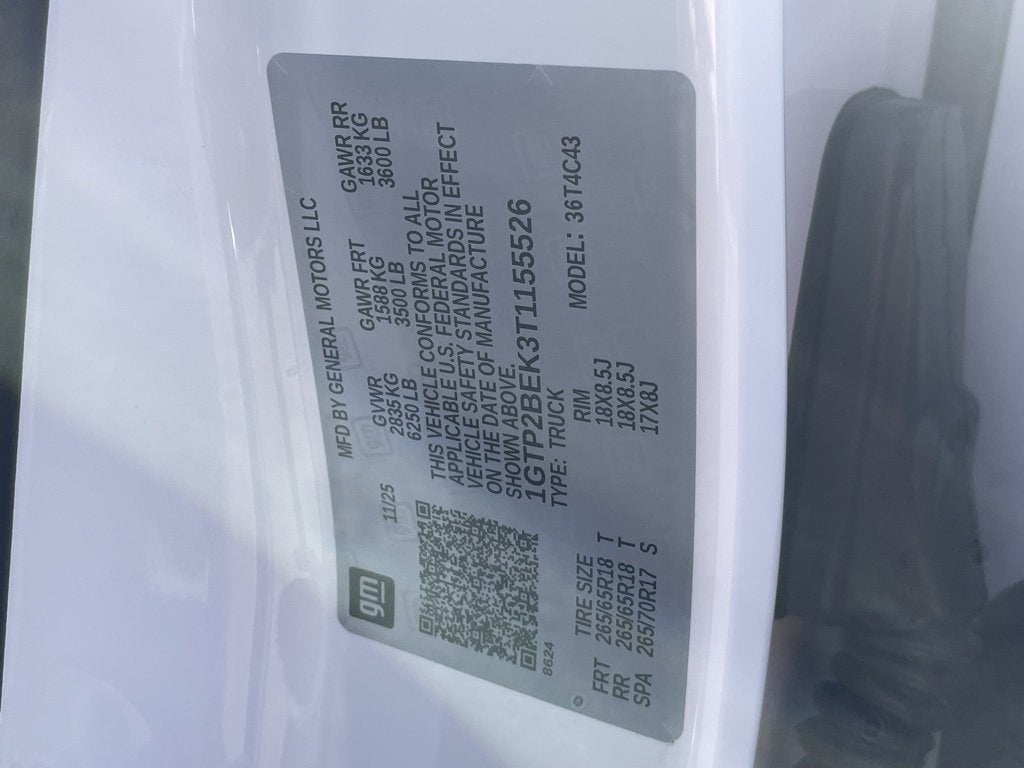 gm
MFD BY GENERAL MOTORS LLC
11/25
GVWR GAWR FRT GAWR RR
2835 KG 1588 KG 1633 KG
6250 LB 3500 LB 3600 LB
THIS VEHICLE CONFORMS TO ALL
APPLICABLE U.S. FEDERAL MOTOR
VEHICLE SAFETY STANDARDS IN EFFECT
ON THE DATE OF MANUFACTURE
SHOWN ABOVE.
1GTP2BEK3T1155526
TYPE: TRUCK MODEL: 36T4C43
8624
TIRE SIZE RIM
FRT 265/65R18 T 18X8.5J
RR 265/65R18 T 18X8.5J
SPA 265/70R17 S 17X8J